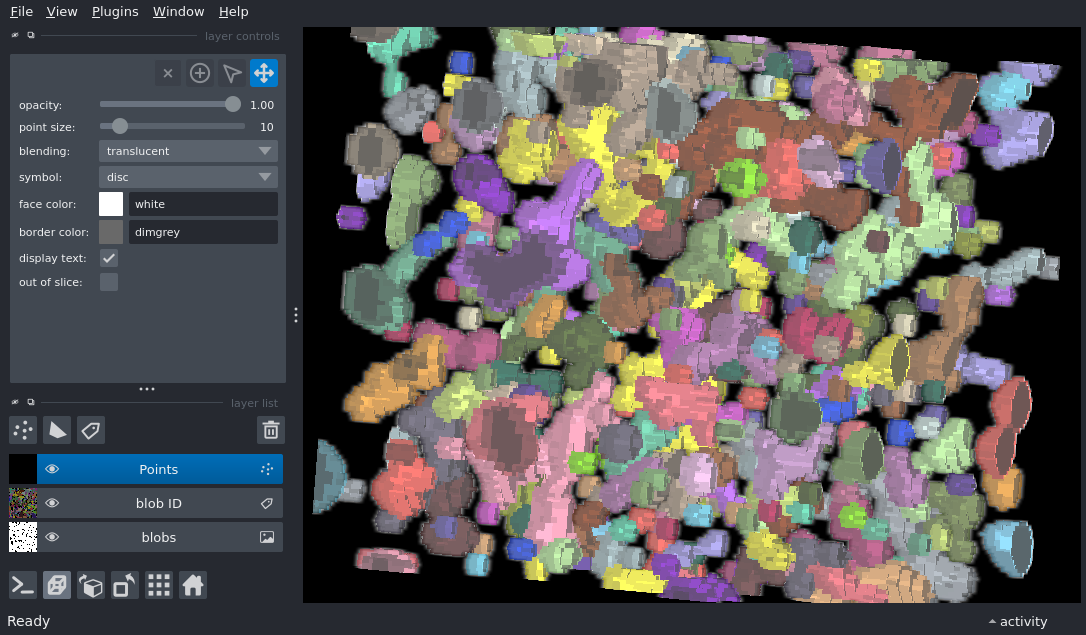 File View Plugins Window Help
layer controls
opacity: 1.00
point size: 10
blending: translucent
symbol: disc
face color: white
border color: dimgrey
display text:
out of slice:
layer list
Points
blob ID
blobs
Ready activity